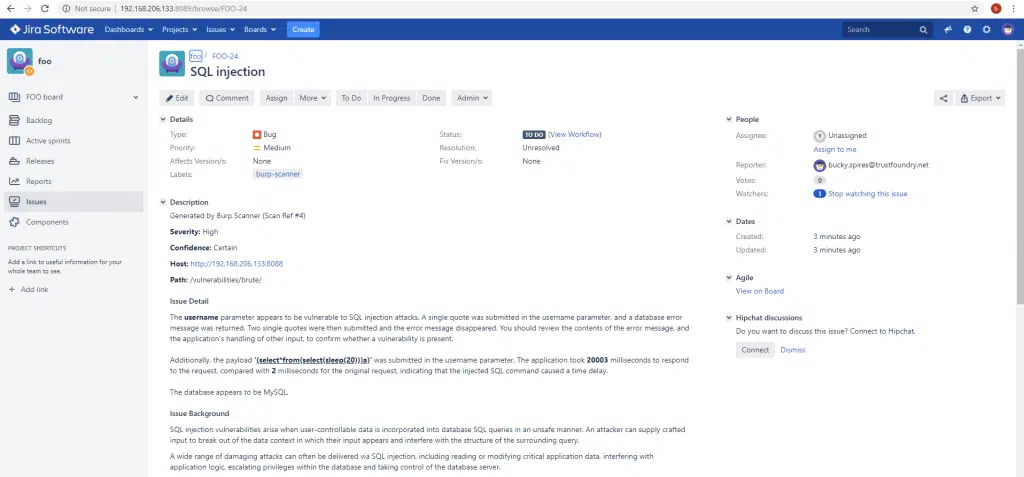 Not secure | 192.168.206.133:8089/browse/FOO-24
b
Jira Software Dashboards Projects Issues Boards Create Search
foo
foo / FOO-24
SQL injection
Edit Comment Assign More To Do In Progress Done Admin Export
FOO board
Backlog
Active sprints
Releases
Reports
Issues
Components
PROJECT SHORTCUTS
Add a link to useful information for your
whole team to see.
+ Add link
Details
Type: Bug Status: TO DO (View Workflow)
Priority: Medium Resolution: Unresolved
Affects Version/s: None Fix Version/s: None
Labels: burp-scanner
Description
Generated by Burp Scanner (Scan Ref #4)
Severity: High
Confidence: Certain
Host: http://192.168.206.133:8088
Path: /vulnerabilities/brute/
Issue Detail
The username parameter appears to be vulnerable to SQL injection attacks. A single quote was submitted in the username parameter, and a database error
message was returned. Two single quotes were then submitted and the error message disappeared. You should review the contents of the error message, and
the application's handling of other input, to confirm whether a vulnerability is present.
Additionally, the payload '(select*from(select(sleep(20)))a)' was submitted in the username parameter. The application took 20003 milliseconds to respond
to the request, compared with 2 milliseconds for the original request, indicating that the injected SQL command caused a time delay.
The database appears to be MySQL.
Issue Background
SQL injection vulnerabilities arise when user-controllable data is incorporated into database SQL queries in an unsafe manner. An attacker can supply crafted
input to break out of the data context in which their input appears and interfere with the structure of the surrounding query.
A wide range of damaging attacks can often be delivered via SQL injection, including reading or modifying critical application data, interfering with
application logic, escalating privileges within the database and taking control of the database server.
People
Assignee: Unassigned
Assign to me
Reporter: bucky.spires@trustfoundry.net
Votes: 0
Watchers: 1 Stop watching this issue
Dates
Created: 3 minutes ago
Updated: 3 minutes ago
Agile
View on Board
Hipchat discussions
Do you want to discuss this issue? Connect to Hipchat.
Connect Dismiss